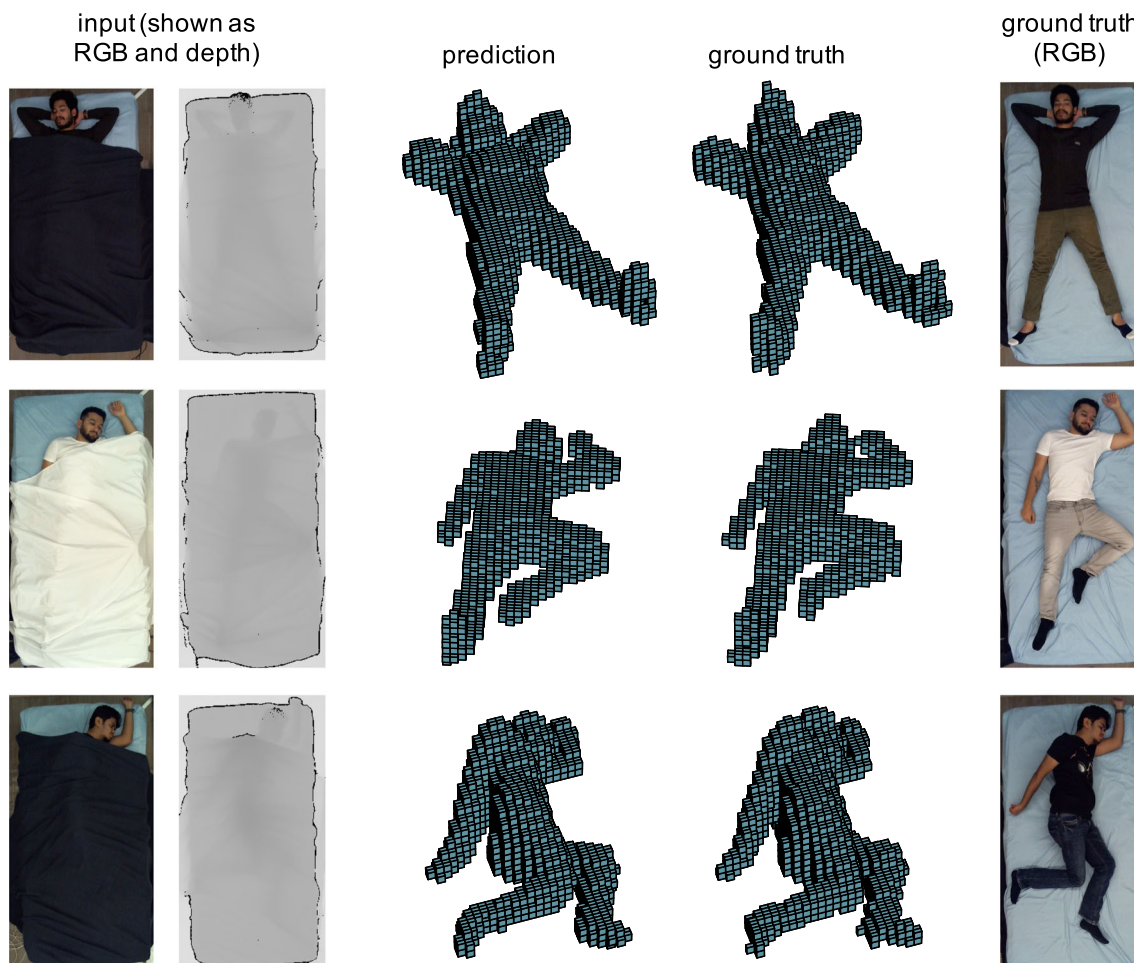 input (shown as
RGB and depth)
prediction
ground truth
ground truth
(RGB)